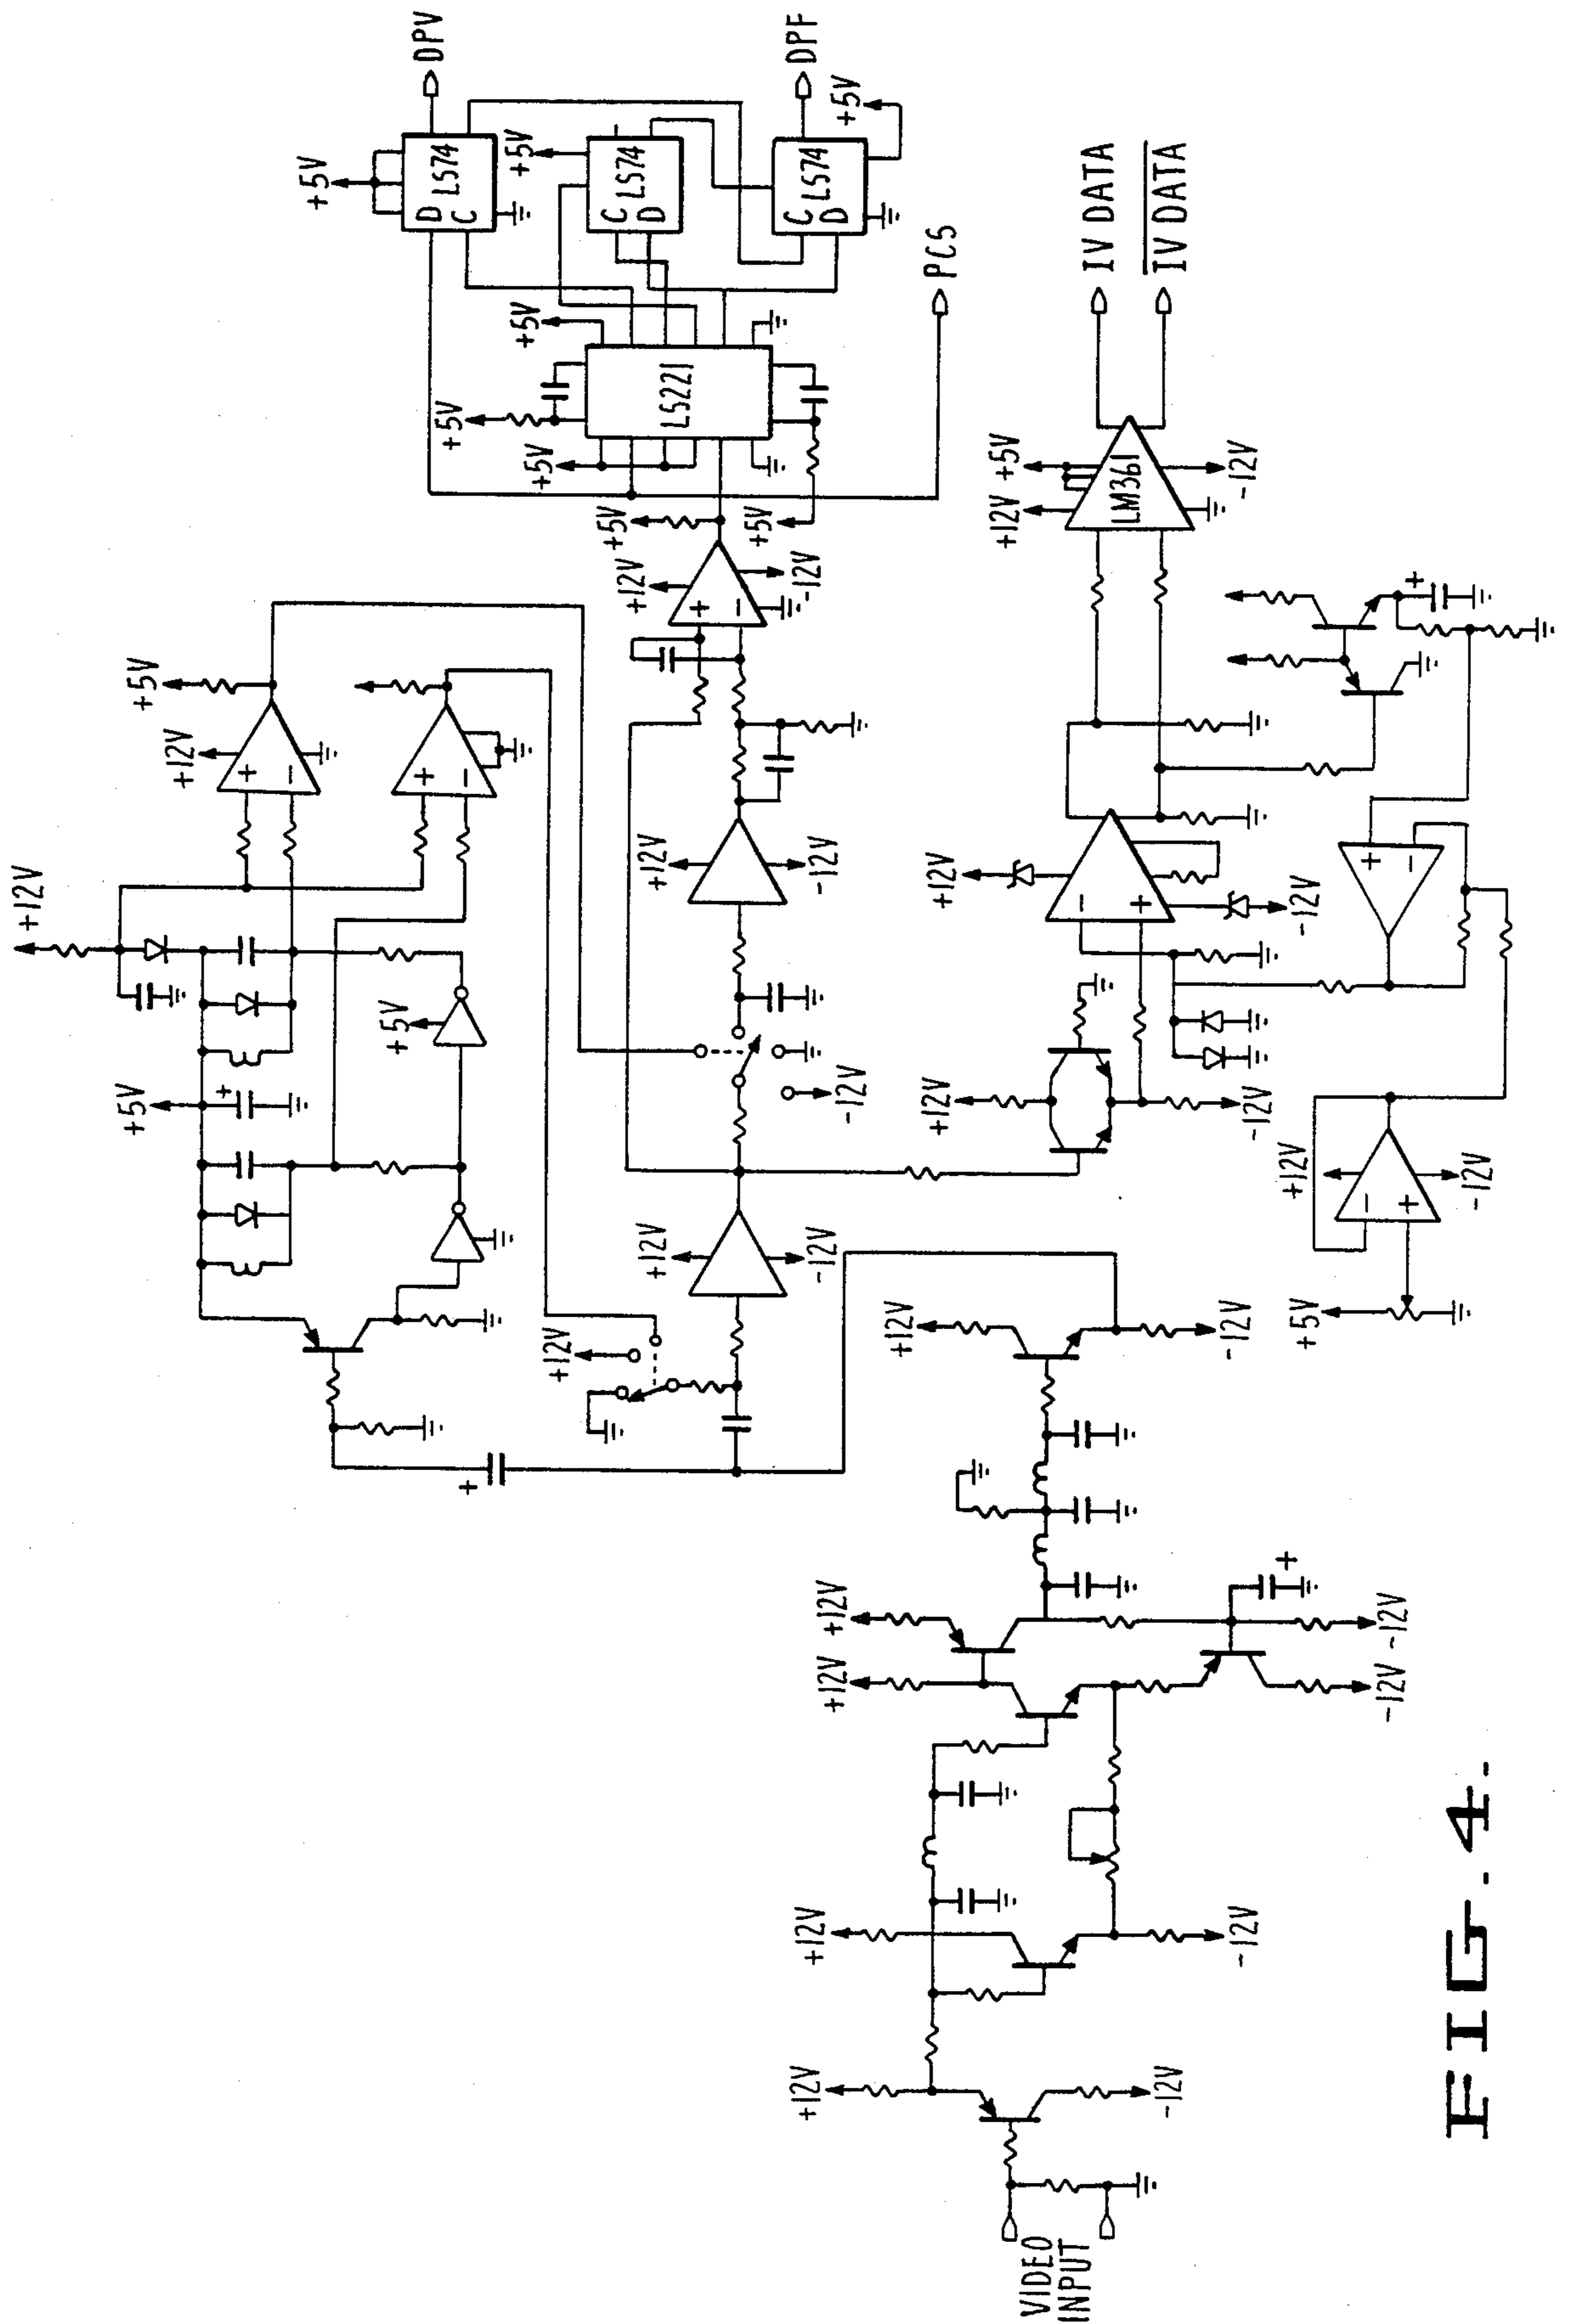 +5V
DPV
D
C
LS74
+5V
C
D
LS74
DPF
+5V
C
D
LS74
+5V
+5V
+5V
LS221
PCS
+5V
+12V
+
−
-12V
+5V
+12V
+5V
+12V
+
−
+
−
+5V
+
+5V
+12V
-12V
-12V
+12V
-12V
+12V
+
+12V
+5V
LM361
-12V
IV DATA
IV DATA
+
+12V
−
+
-12V
+
−
+12V
-12V
+12V
−
+
-12V
+5V
+12V
-12V
+12V
+12V
+
-12V
-12V
+12V
-12V
+12V
-12V
VIDEO
INPUT
FIG. 4.